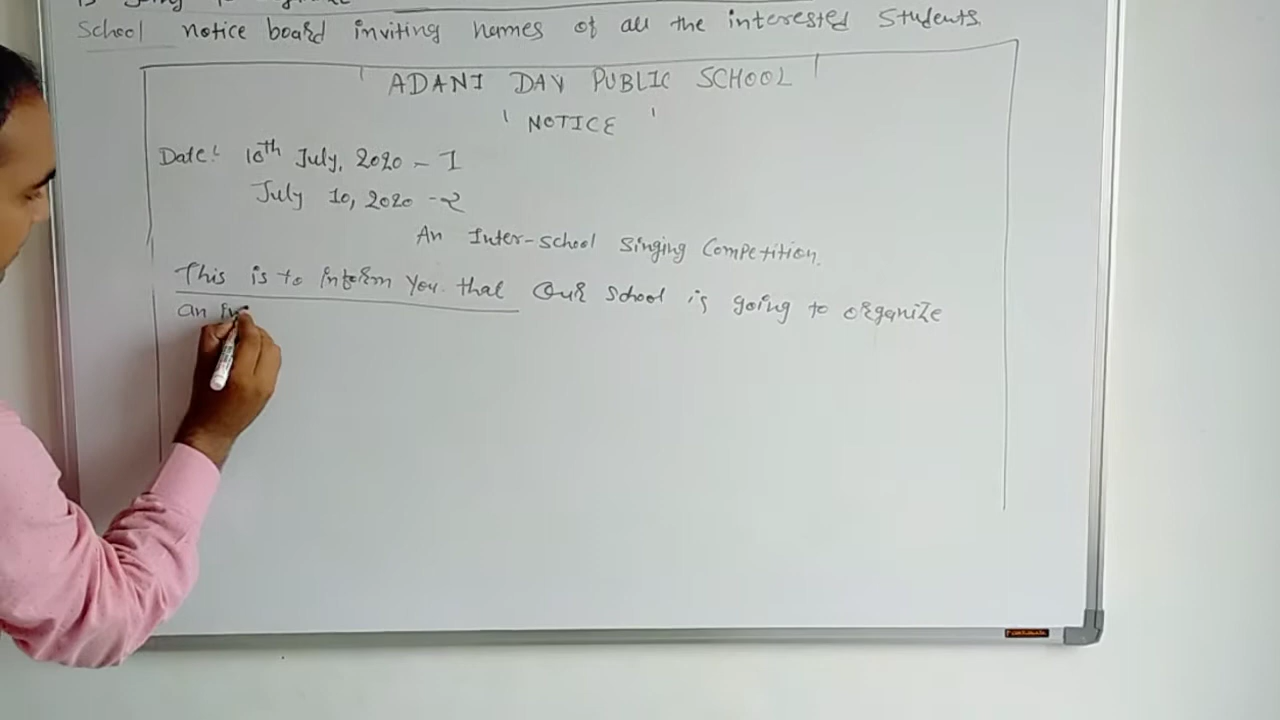 School notice board inviting names of all the interested Students
ADANI DAV PUBLIC SCHOOL
' NOTICE '
Date: 10th July, 2020 - 1
July 10, 2020 - 2
An Inter-school Singing Competition.
This is to inform you that Our School is going to organize
an